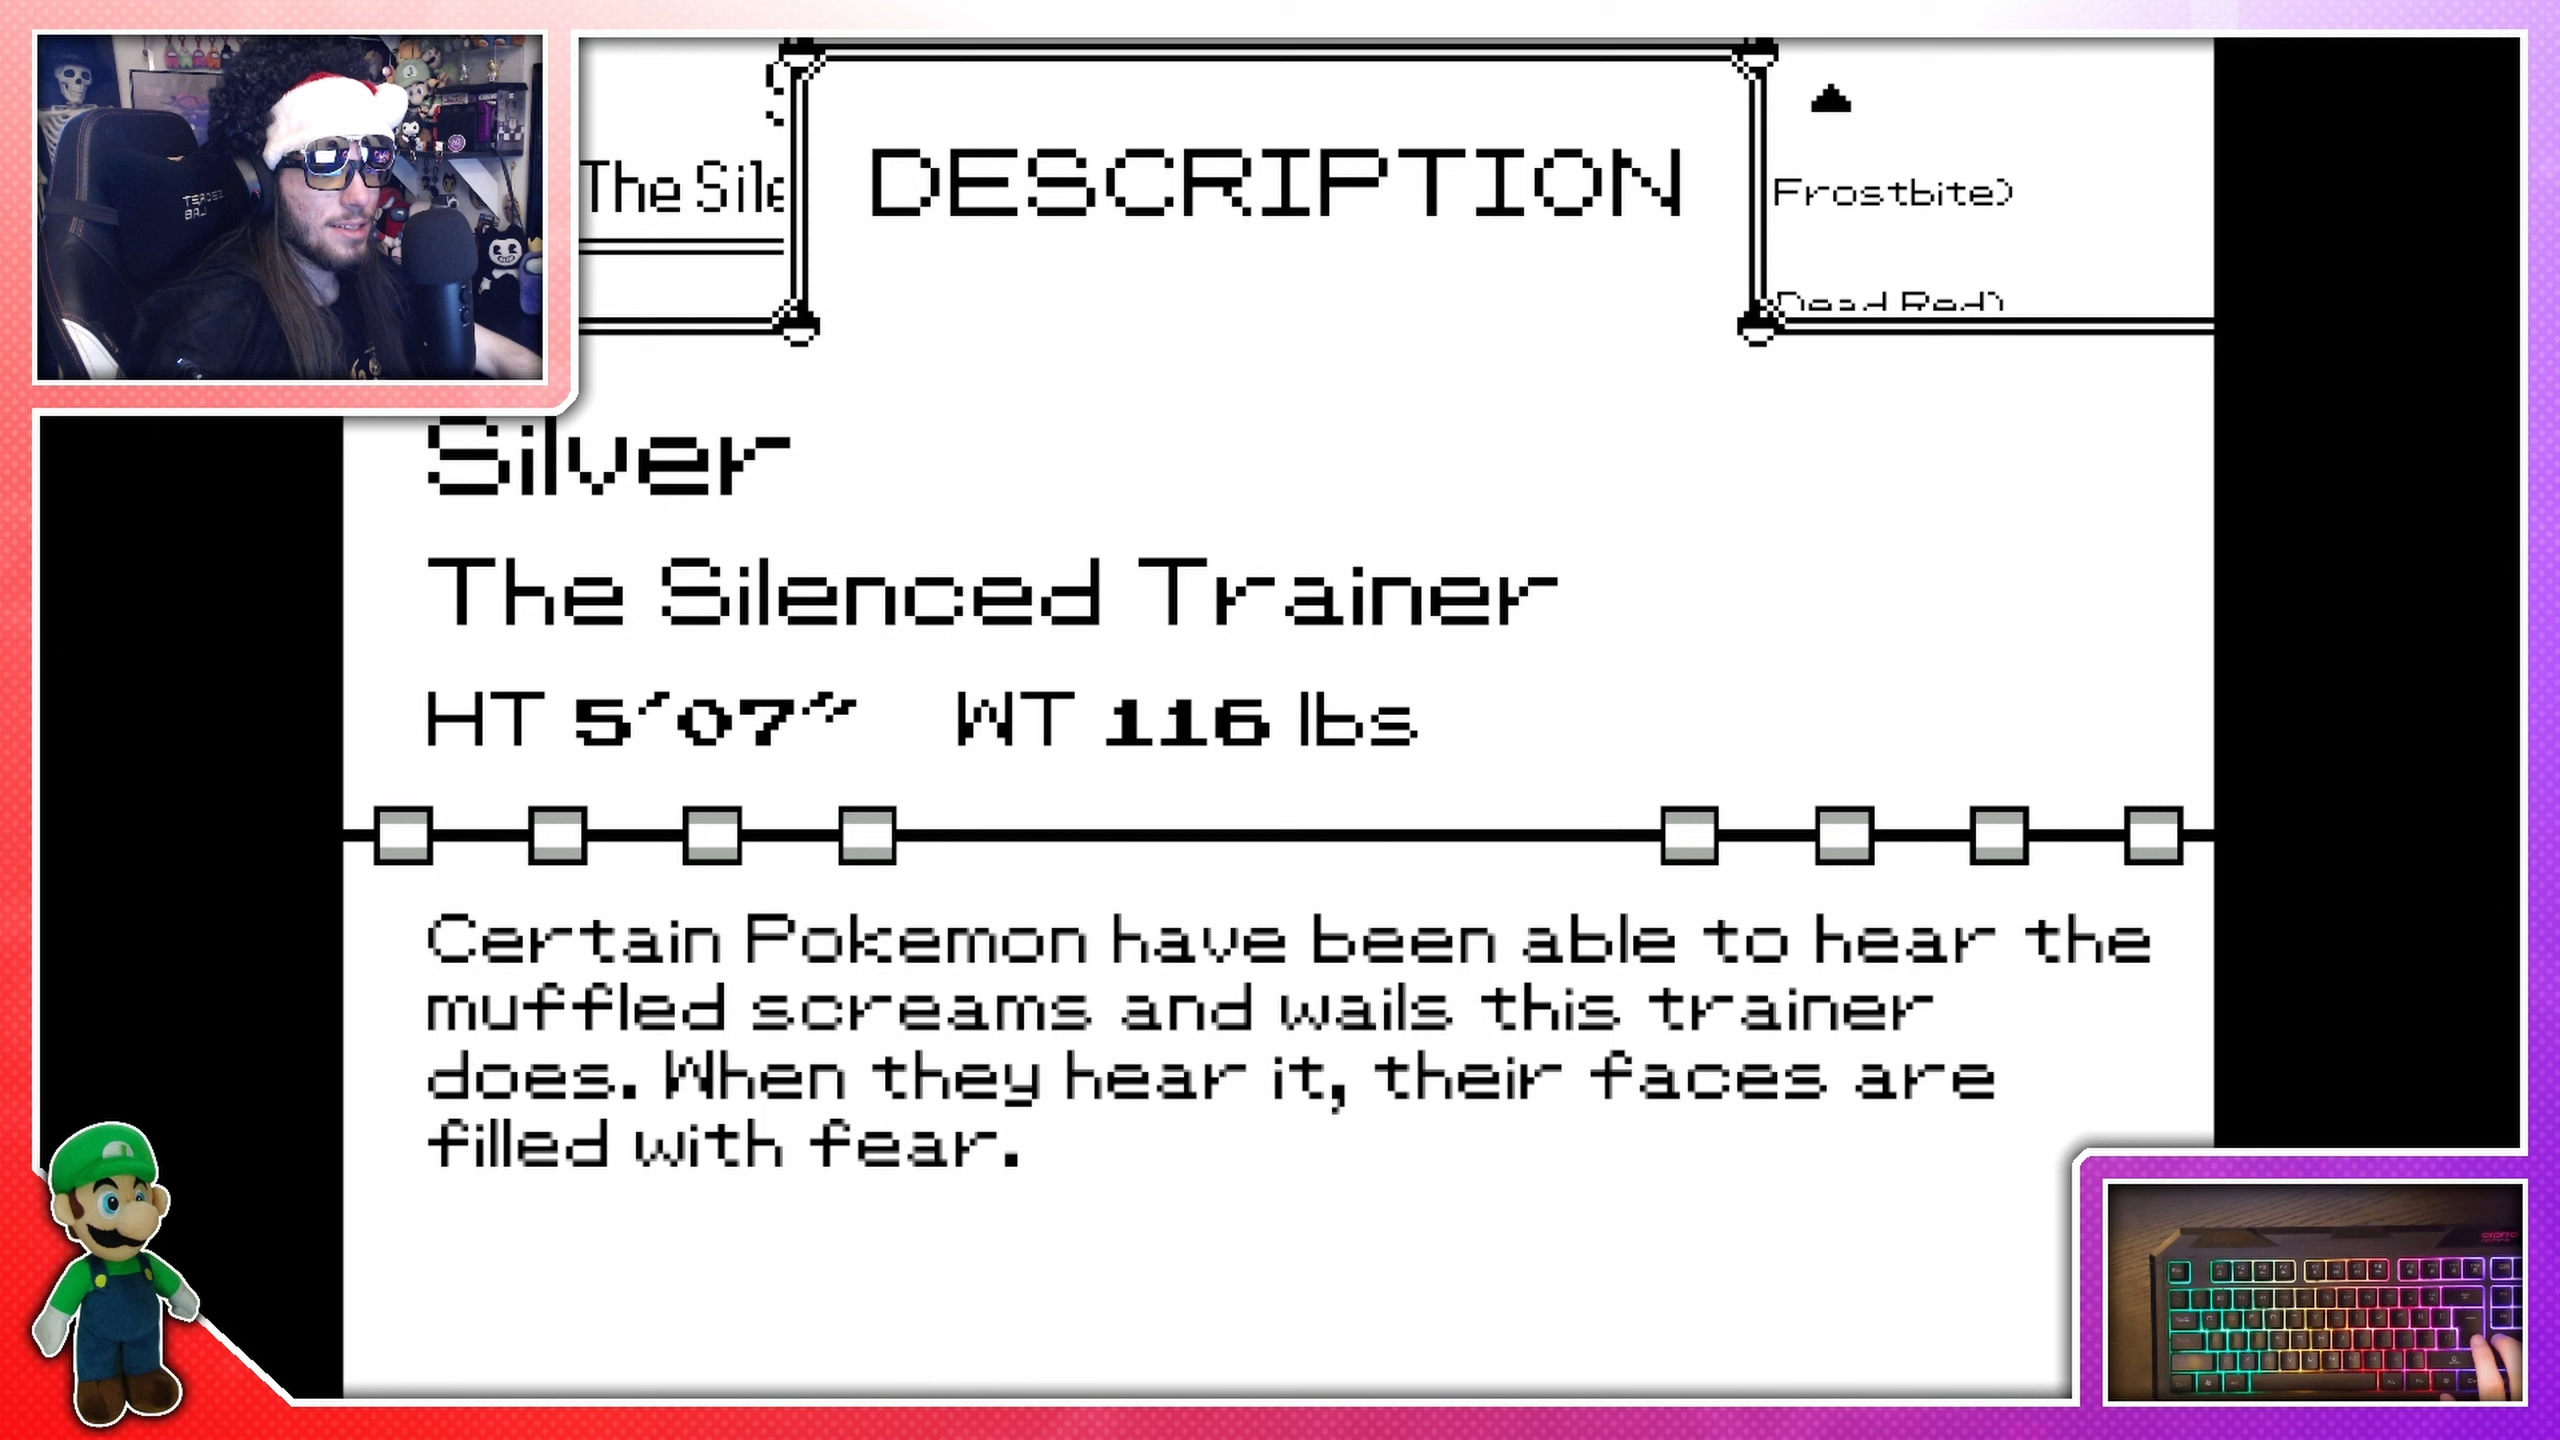 DESCRIPTION
The Sile
Frostbite)
Dead Red)
Silver
The Silenced Trainer
HT 5'07" WT 116 lbs
Certain Pokemon have been able to hear the
muffled screams and wails this trainer
does. When they hear it, their faces are
filled with fear.